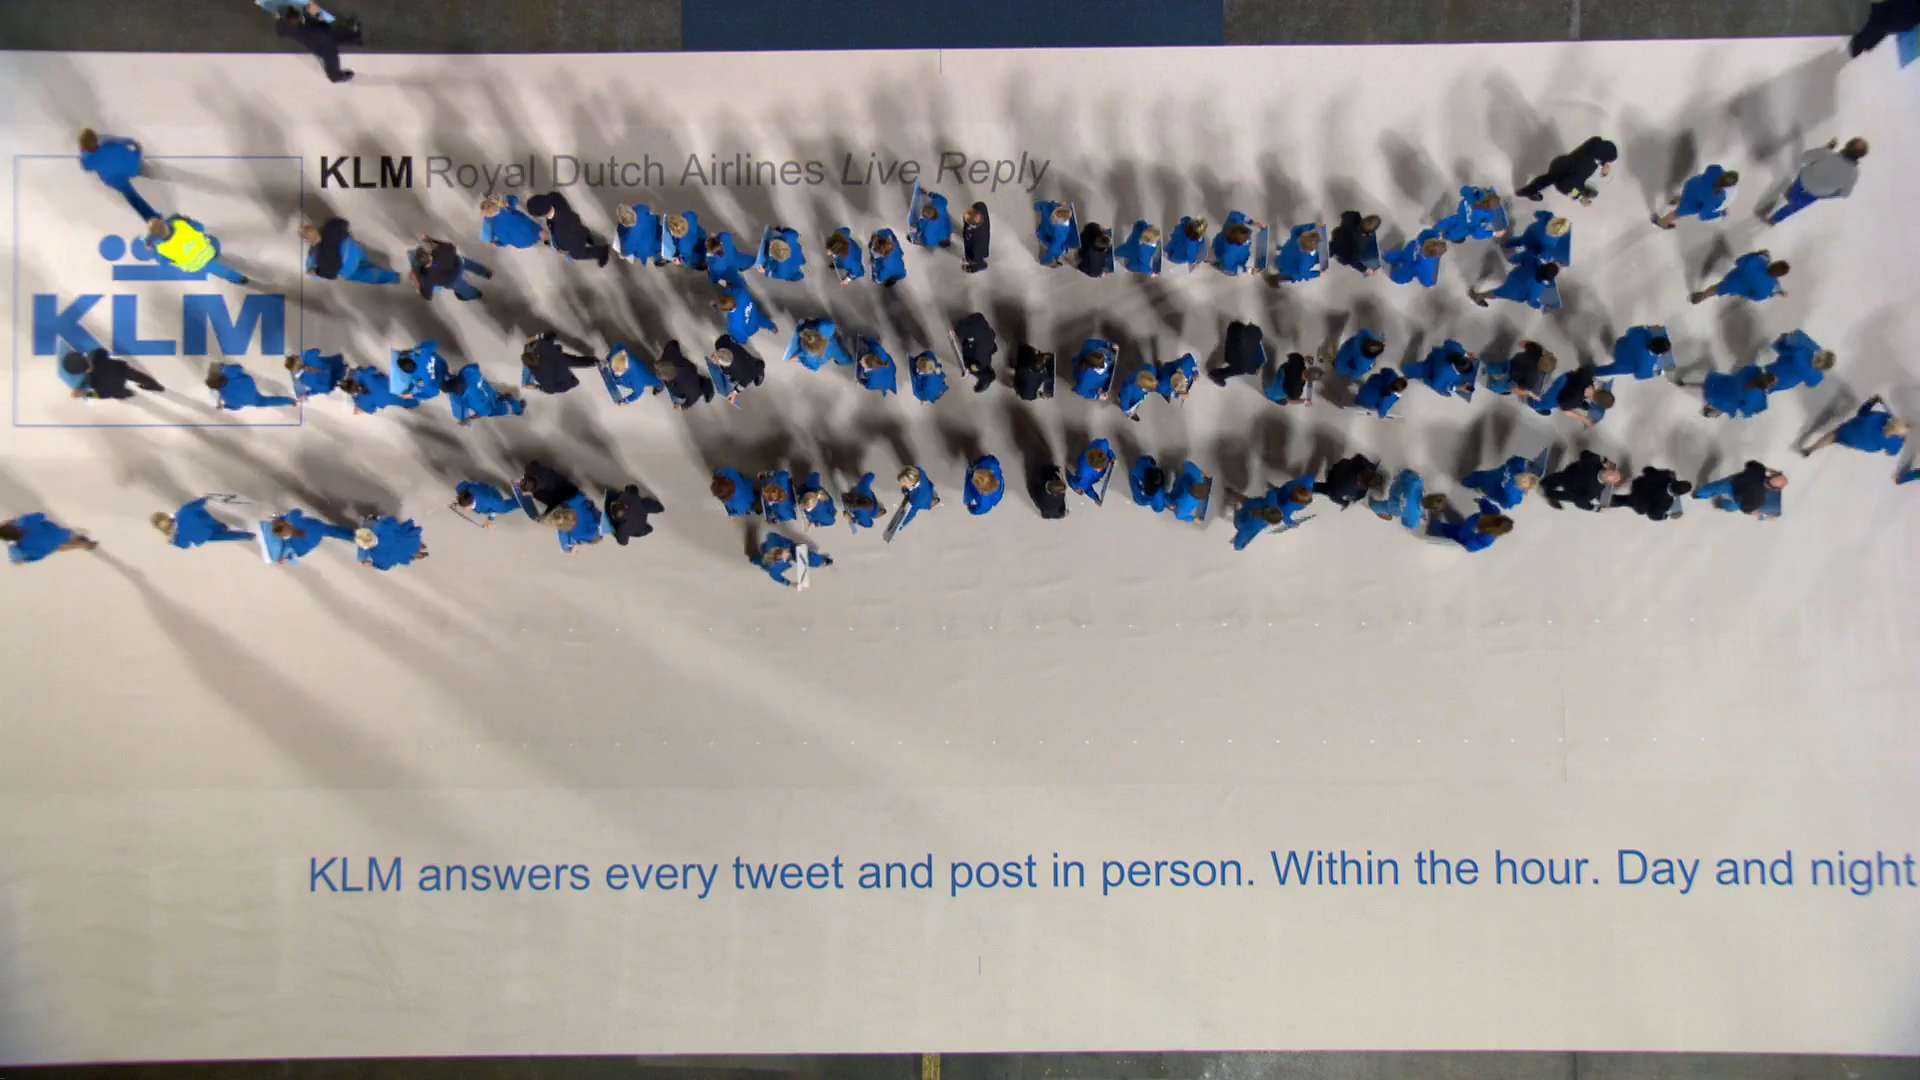 KLM Royal Dutch Airlines Live Reply
KLM
KLM answers every tweet and post in person. Within the hour. Day and night